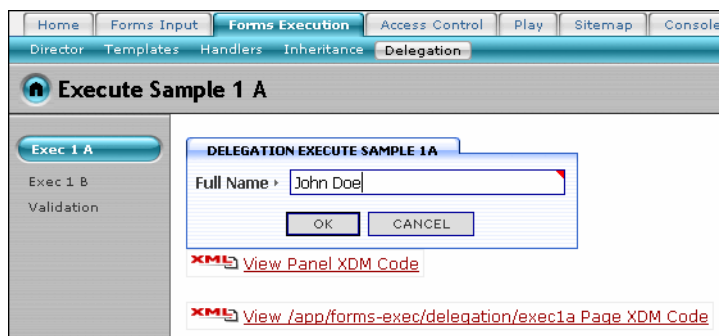 Home Forms Input Forms Execution Access Control Play Sitemap Console
Director Templates Handlers Inheritance Delegation
Execute Sample 1 A
Exec 1 A
Exec 1 B
Validation
DELEGATION EXECUTE SAMPLE 1A
Full Name John Doe
OK CANCEL
XML View Panel XDM Code
XML View /app/forms-exec/delegation/exec1a Page XDM Code